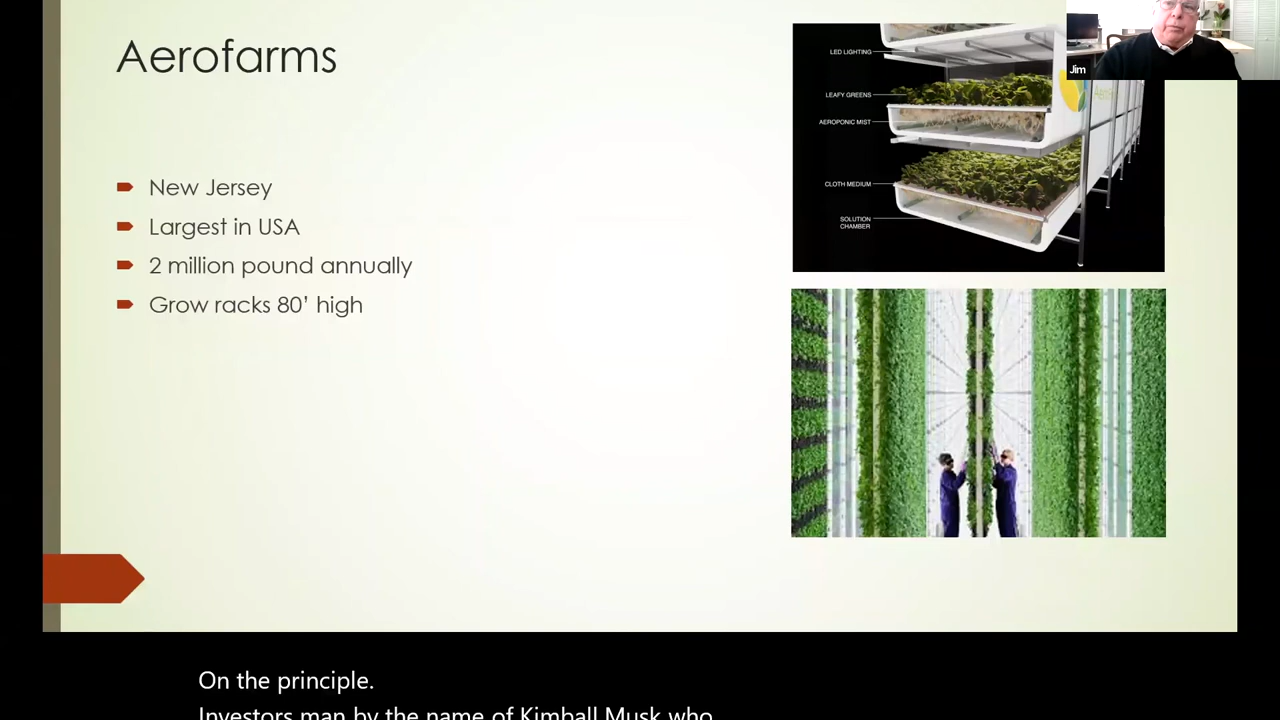 Aerofarms
New Jersey
Largest in USA
2 million pound annually
Grow racks 80’ high
LED LIGHTING
LEAFY GREENS
AEROPONIC MIST
CLOTH MEDIUM
SOLUTION
CHAMBER
Jim
On the principle.
Investors man by the name of Kimball Musk who